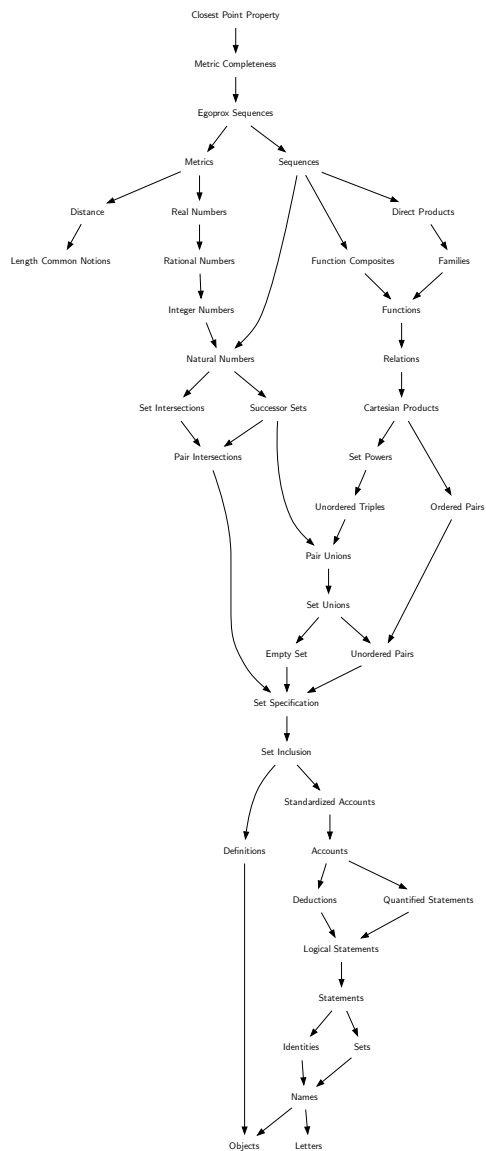 Closest Point Property
Metric Completeness
Egoprox Sequences
Metrics
Sequences
Distance
Real Numbers
Direct Products
Length Common Notions
Rational Numbers
Function Composites
Families
Integer Numbers
Functions
Natural Numbers
Relations
Set Intersections
Successor Sets
Cartesian Products
Pair Intersections
Set Powers
Unordered Triples
Ordered Pairs
Pair Unions
Set Unions
Empty Set
Unordered Pairs
Set Specification
Set Inclusion
Standardized Accounts
Definitions
Accounts
Deductions
Quantified Statements
Logical Statements
Statements
Identities
Sets
Names
Objects
Letters